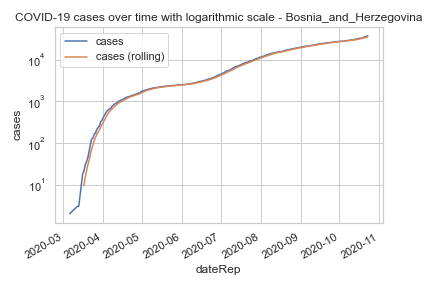 COVID-19 cases over time with logarithmic scale - Bosnia_and_Herzegovina
cases
cases (rolling)
10⁴
10³
10²
10¹
cases
2020-03
2020-04
2020-05
2020-06
2020-07
2020-08
2020-09
2020-10
2020-11
dateRep